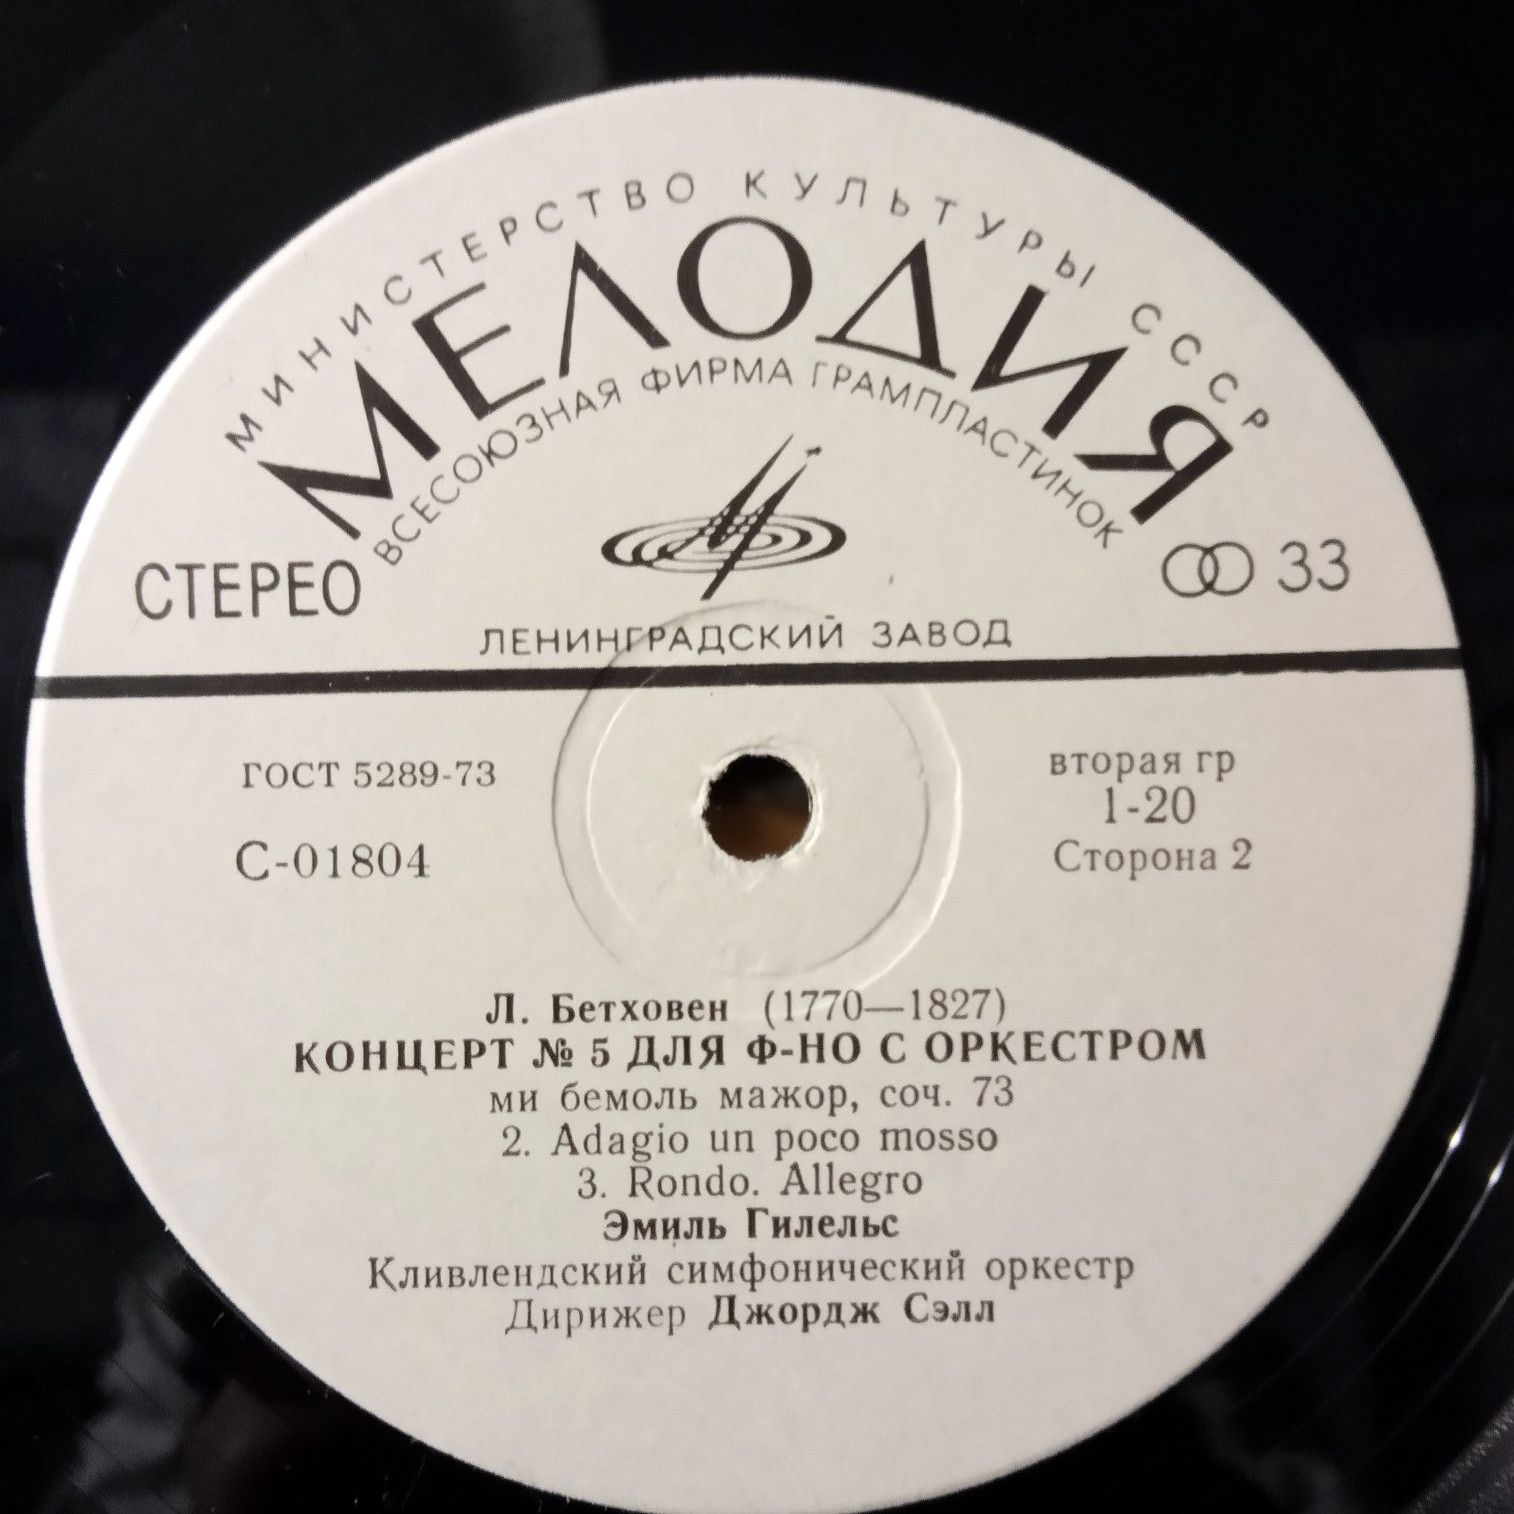 МИНИСТЕРСТВО КУЛЬТУРЫ СССР
МЕЛОДИЯ
ВСЕСОЮЗНАЯ ФИРМА ГРАМПЛАСТИНОК
СТЕРЕО
33
ЛЕНИНГРАДСКИЙ ЗАВОД
ГОСТ 5289-73
С-01804
вторая гр
1-20
Сторона 2
Л. Бетховен (1770—1827)
КОНЦЕРТ № 5 ДЛЯ Ф-НО С ОРКЕСТРОМ
ми бемоль мажор, соч. 73
2. Adagio un poco mosso
3. Rondo. Allegro
Эмиль Гилельс
Кливлендский симфонический оркестр
Дирижер Джордж Сэлл